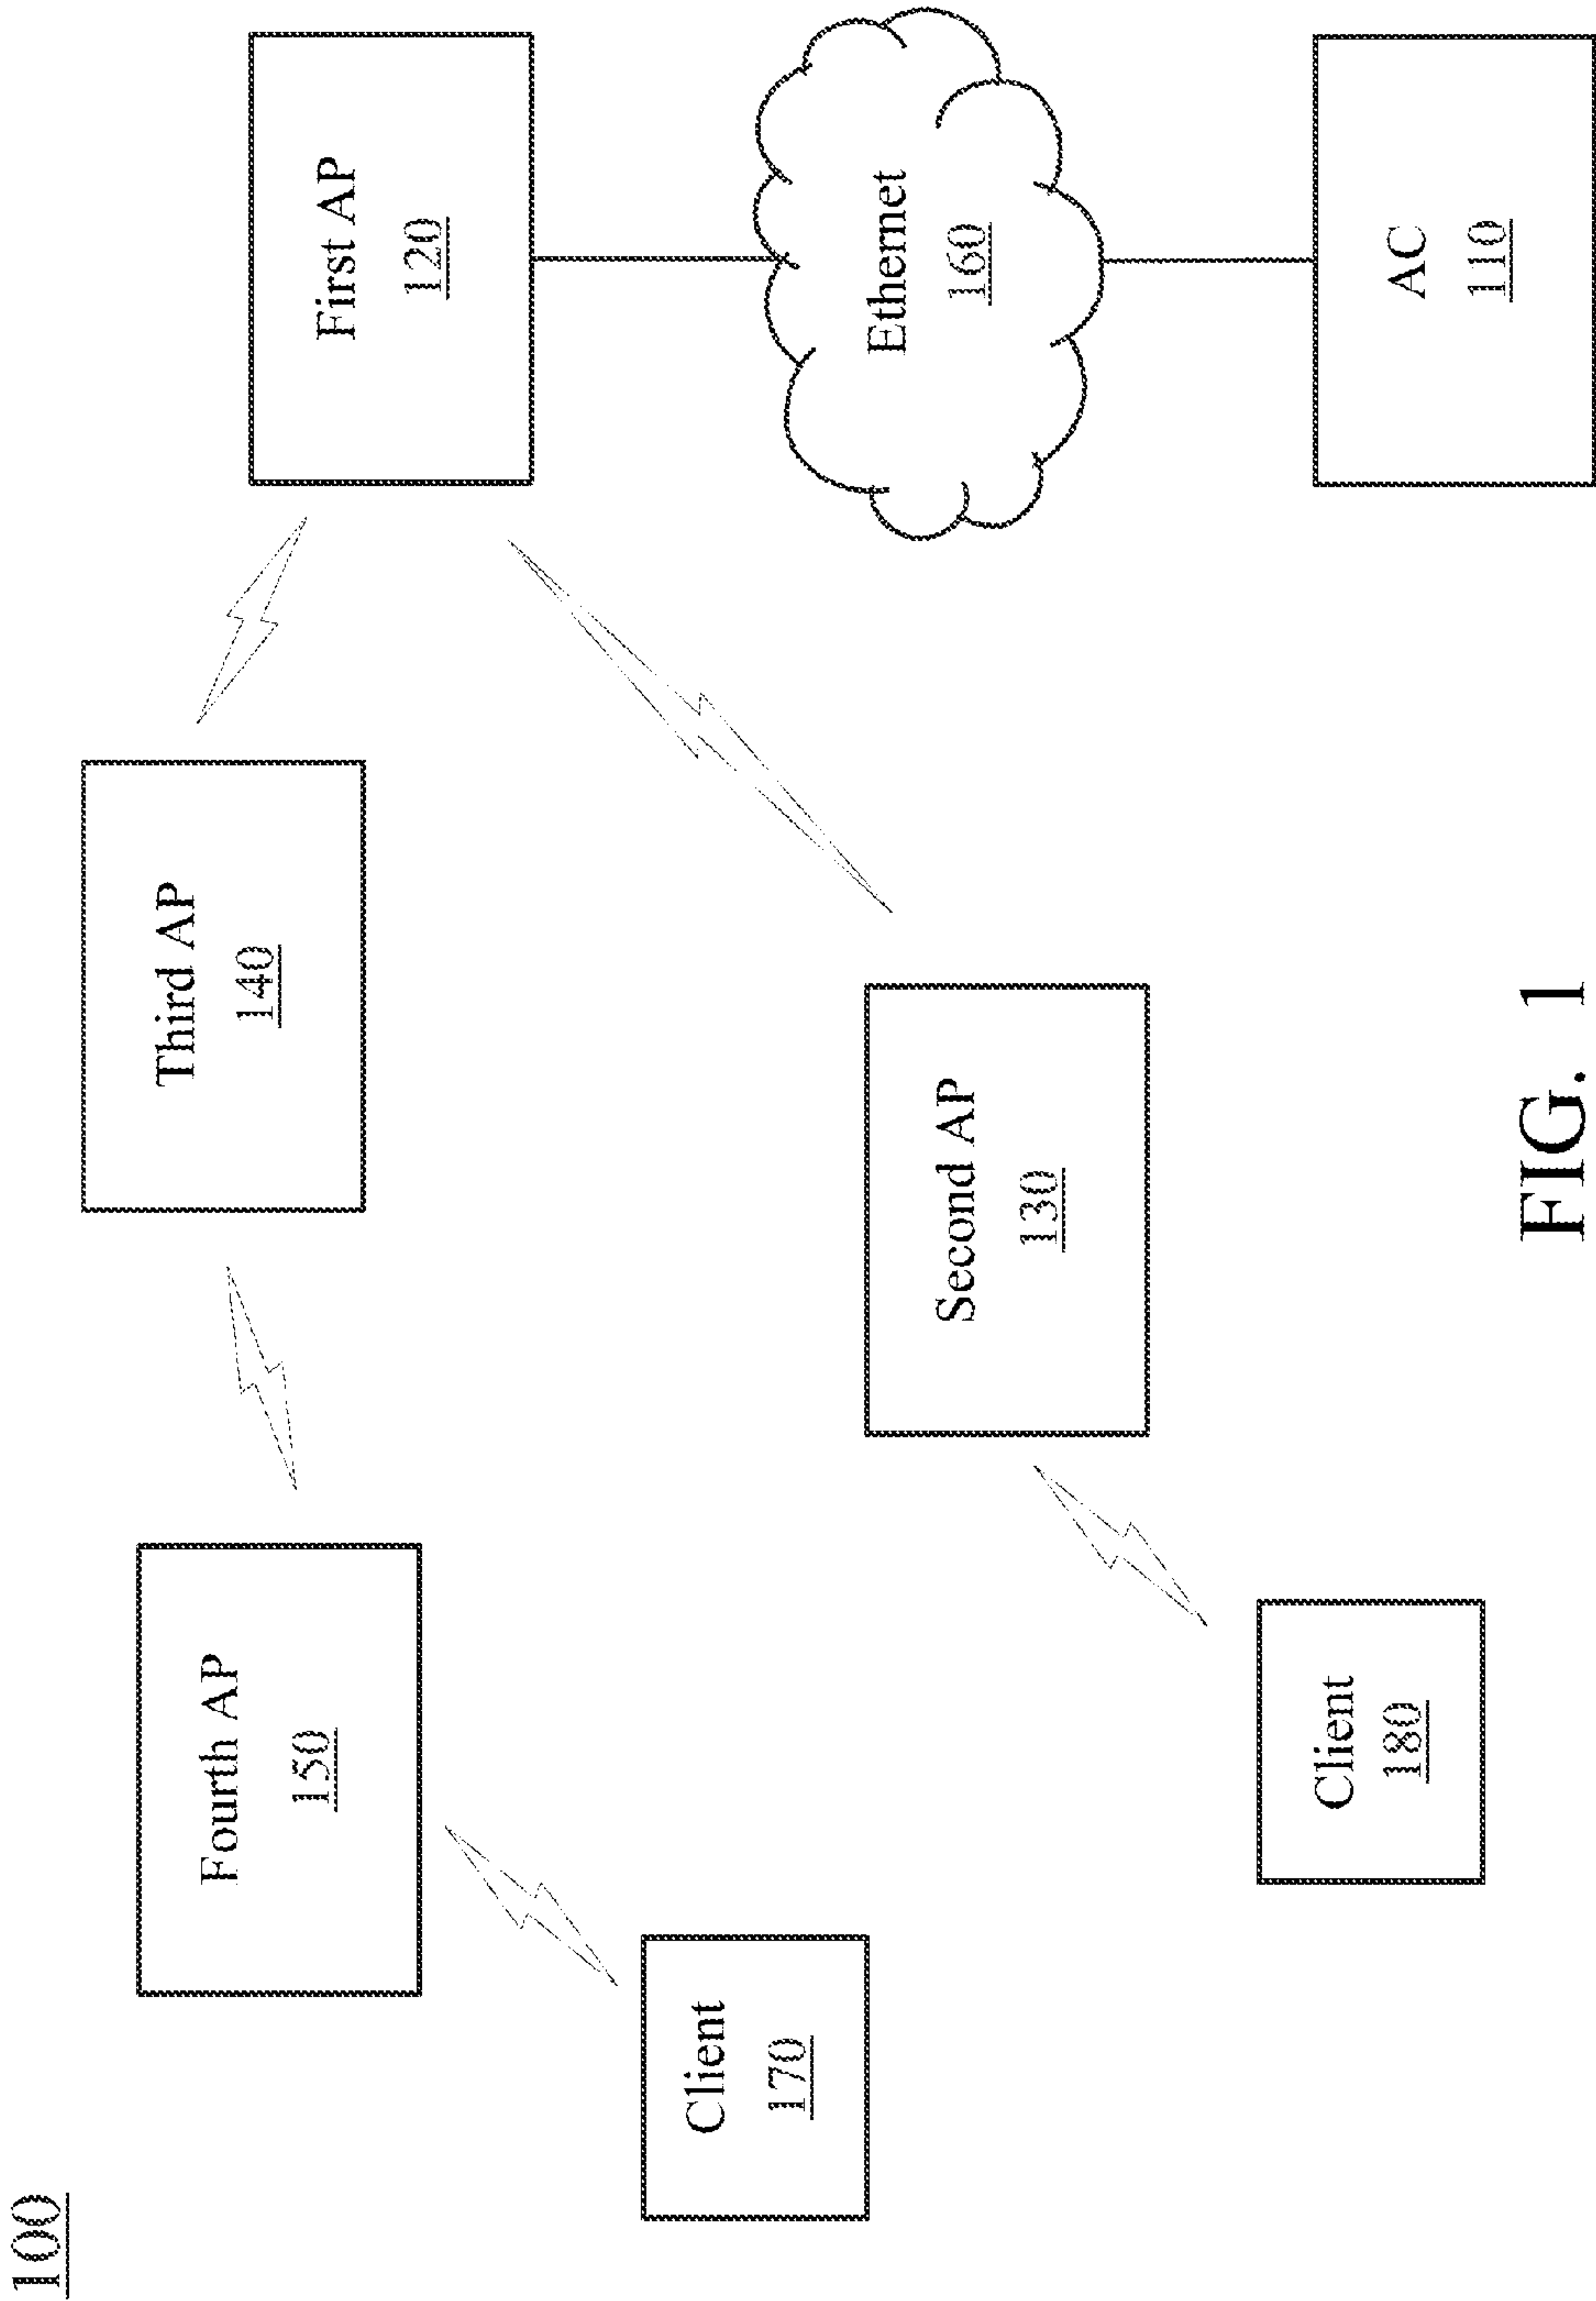 100
Fourth AP
150
Third AP
140
First AP
120
Client
170
Second AP
130
Ethernet
160
Client
180
AC
110
FIG. 1